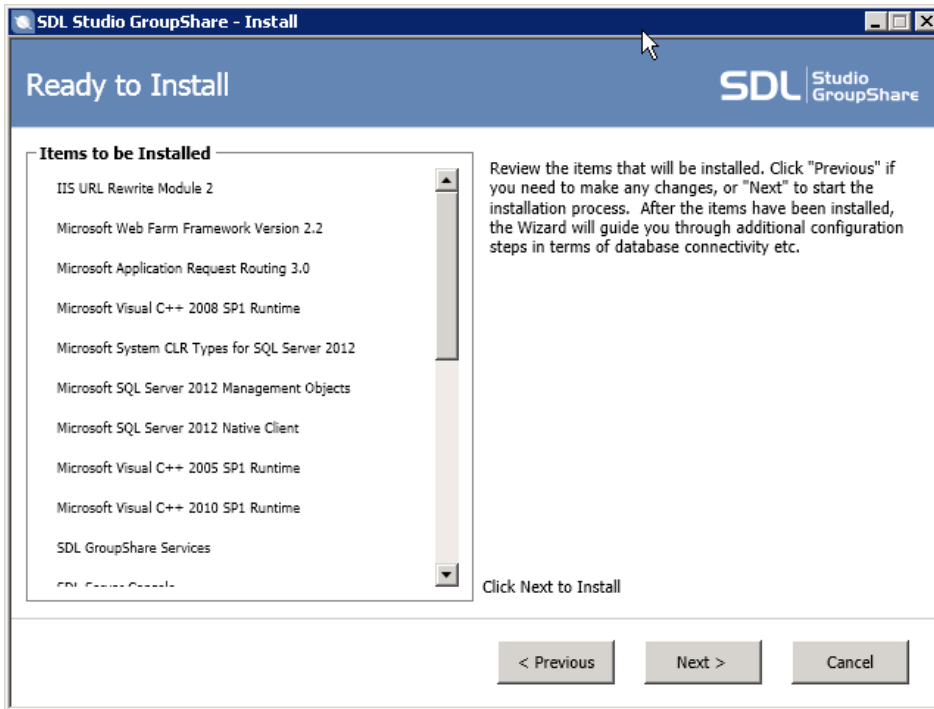 SDL Studio GroupShare - Install
Ready to Install
SDL Studio
GroupShare
Items to be Installed
IIS URL Rewrite Module 2
Microsoft Web Farm Framework Version 2.2
Microsoft Application Request Routing 3.0
Microsoft Visual C++ 2008 SP1 Runtime
Microsoft System CLR Types for SQL Server 2012
Microsoft SQL Server 2012 Management Objects
Microsoft SQL Server 2012 Native Client
Microsoft Visual C++ 2005 SP1 Runtime
Microsoft Visual C++ 2010 SP1 Runtime
SDL GroupShare Services
SDL Server Console
Review the items that will be installed. Click "Previous" if
you need to make any changes, or "Next" to start the
installation process.  After the items have been installed,
the Wizard will guide you through additional configuration
steps in terms of database connectivity etc.
Click Next to Install
< Previous
Next >
Cancel